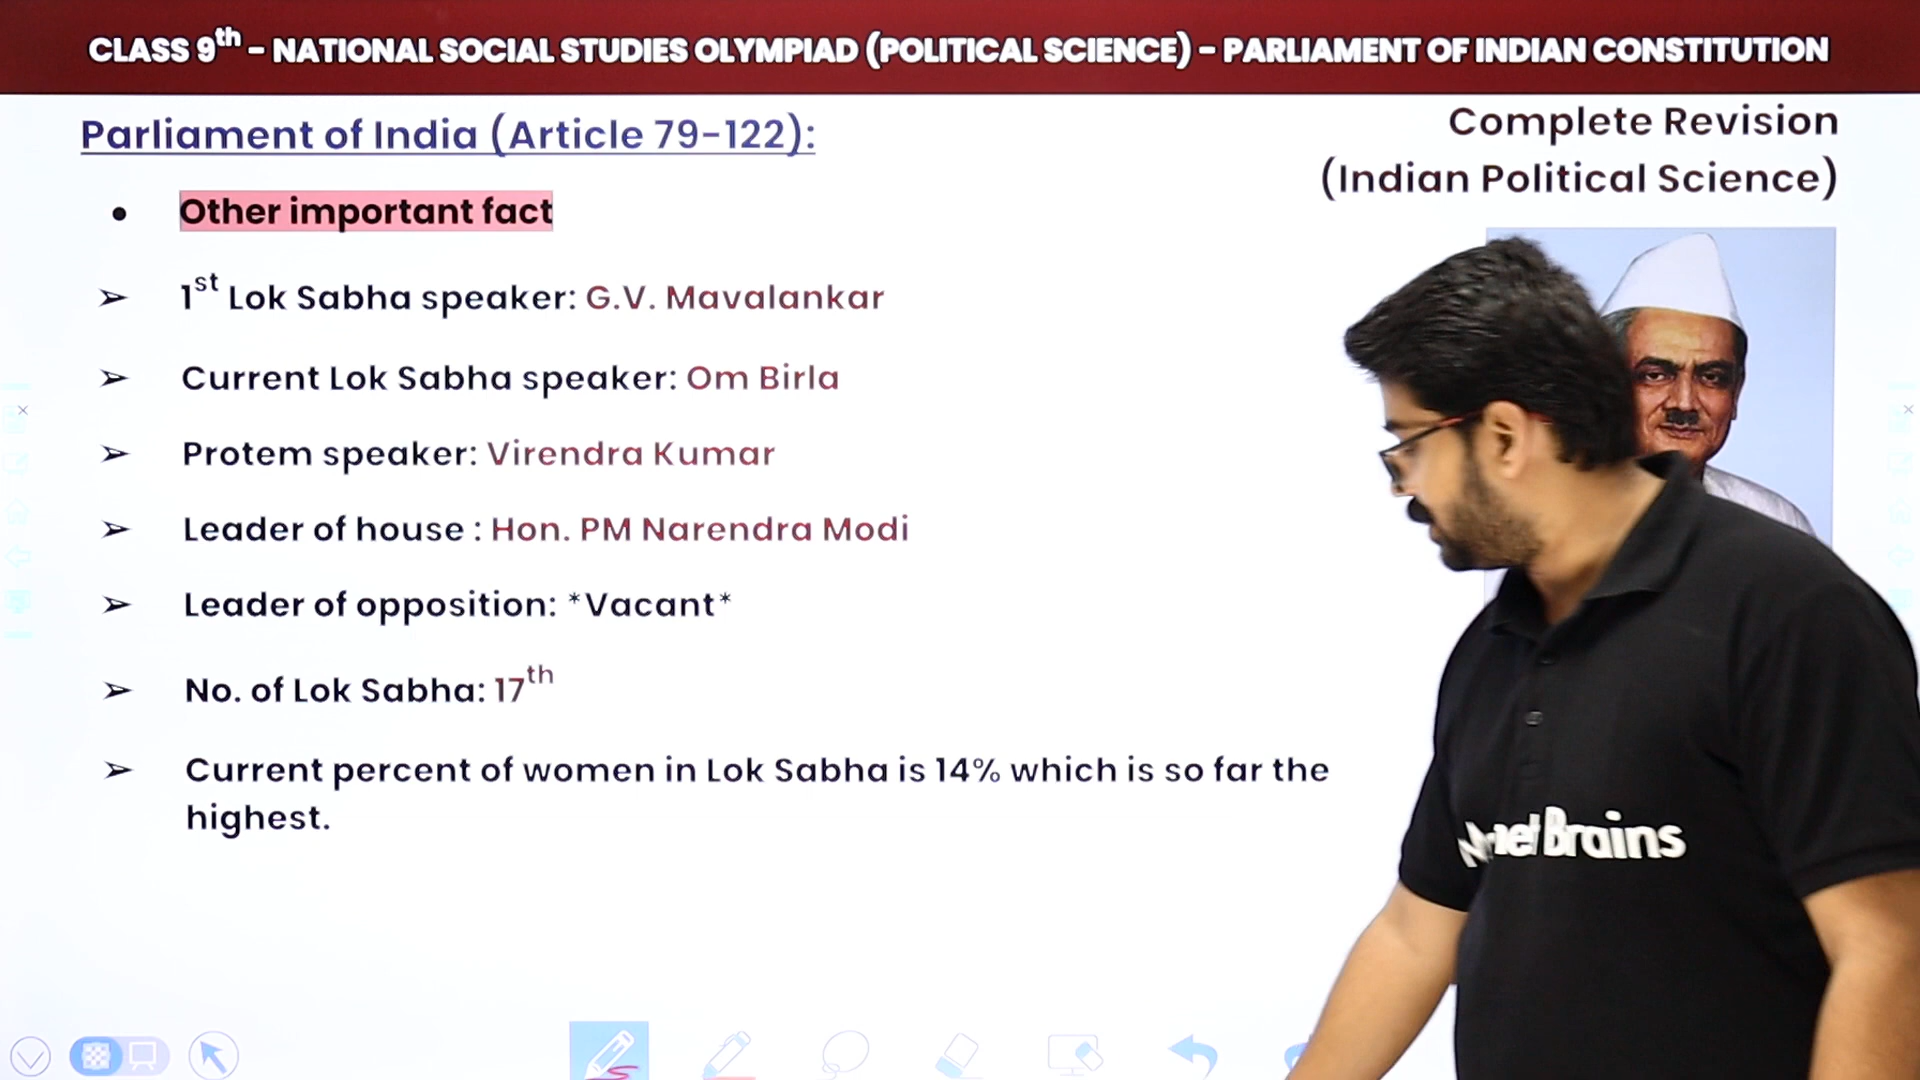 CLASS 9th - NATIONAL SOCIAL STUDIES OLYMPIAD (POLITICAL SCIENCE) - PARLIAMENT OF INDIAN CONSTITUTION
Parliament of India (Article 79-122):
Complete Revision
(Indian Political Science)
• Other important fact
➢ 1st Lok Sabha speaker: G.V. Mavalankar
➢ Current Lok Sabha speaker: Om Birla
➢ Protem speaker: Virendra Kumar
➢ Leader of house : Hon. PM Narendra Modi
➢ Leader of opposition: *Vacant*
➢ No. of Lok Sabha: 17th
➢ Current percent of women in Lok Sabha is 14% which is so far the
highest.
Brains